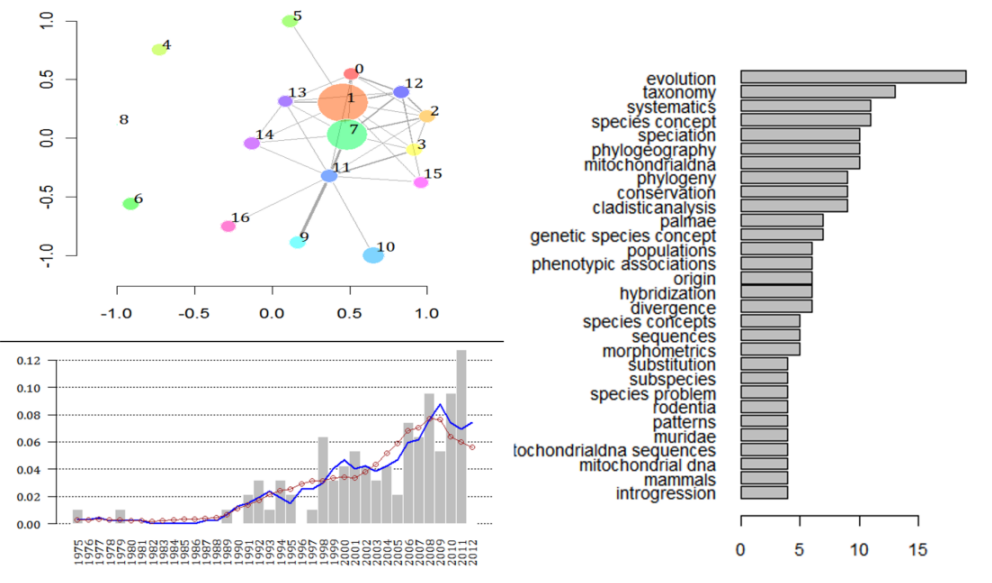 1.0
0.5
0.0
-0.5
-1.0
5
4
0
12
13
1
2
8
7
14
3
11
15
6
16
9
10
-1.0 -0.5 0.0 0.5 1.0
0.12
0.10
0.08
0.06
0.04
0.02
0.00
1975 1976 1977 1978 1979 1980 1981 1982 1983 1984 1985 1986 1987 1988 1989 1990 1991 1992 1993 1994 1995 1996 1997 1998 1999 2000 2001 2002 2003 2004 2005 2006 2007 2008 2009 2010 2011 2012
evolution
taxonomy
systematics
species concept
speciation
phylogeography
mitochondrialdna
phylogeny
conservation
cladisticanalysis
palmae
genetic species concept
populations
phenotypic associations
origin
hybridization
divergence
species concepts
sequences
morphometrics
substitution
subspecies
species problem
rodentia
patterns
muridae
tochondrialdna sequences
mitochondrial dna
mammals
introgression
0 5 10 15